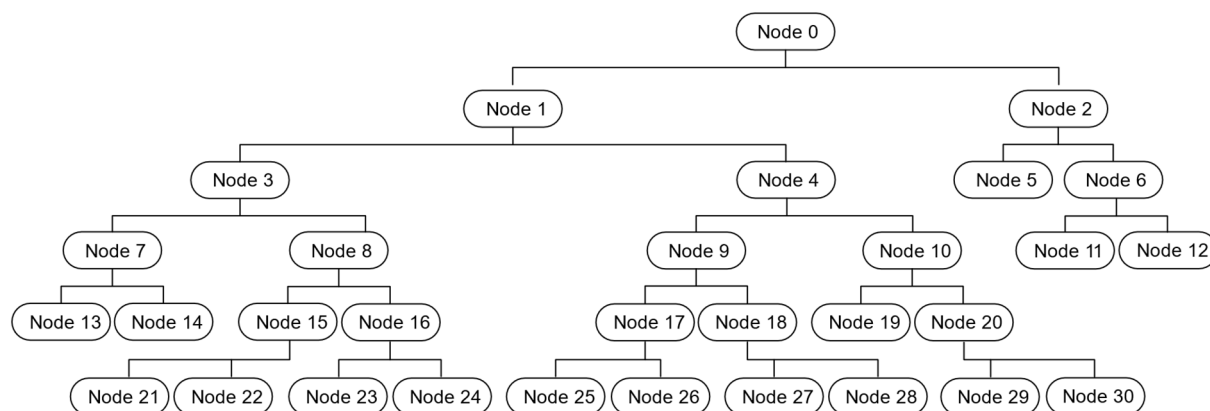 Node 0
Node 1
Node 2
Node 3
Node 4
Node 5
Node 6
Node 7
Node 8
Node 9
Node 10
Node 11
Node 12
Node 13
Node 14
Node 15
Node 16
Node 17
Node 18
Node 19
Node 20
Node 21
Node 22
Node 23
Node 24
Node 25
Node 26
Node 27
Node 28
Node 29
Node 30